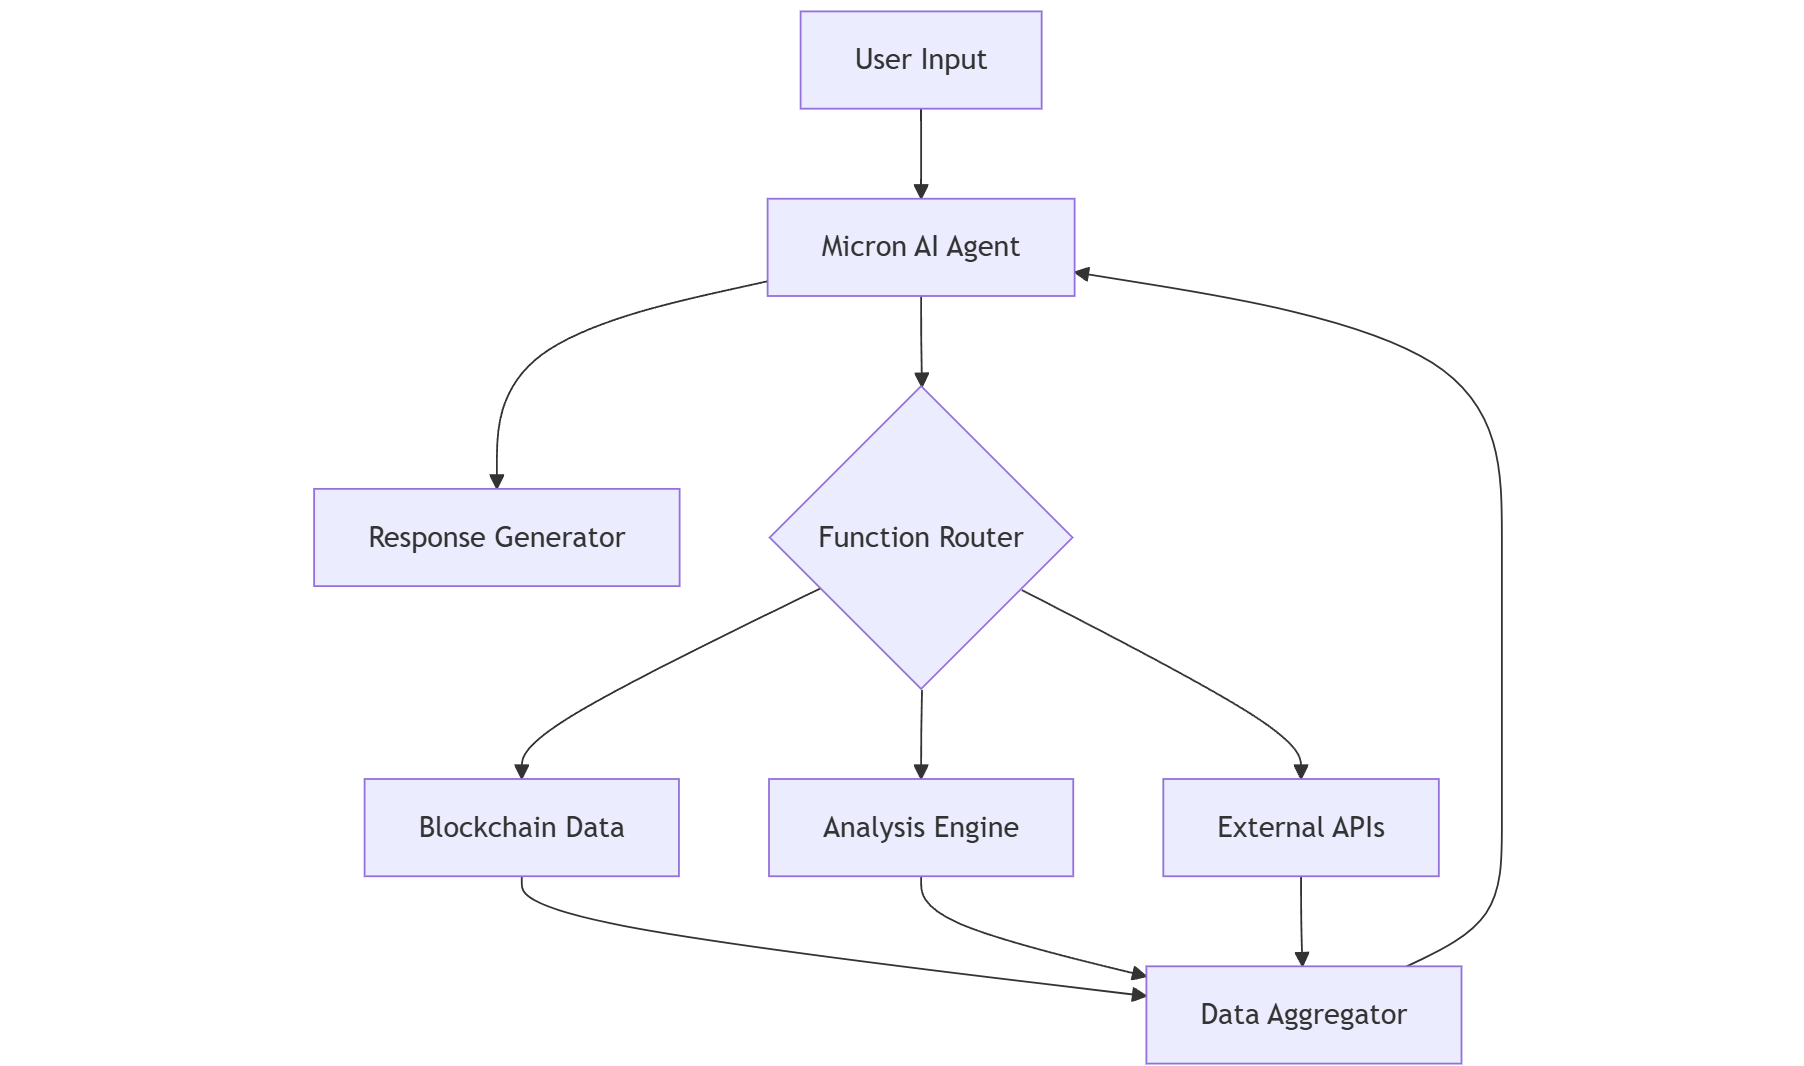 User Input
Micron AI Agent
Response Generator
Function Router
Blockchain Data
Analysis Engine
External APIs
Data Aggregator